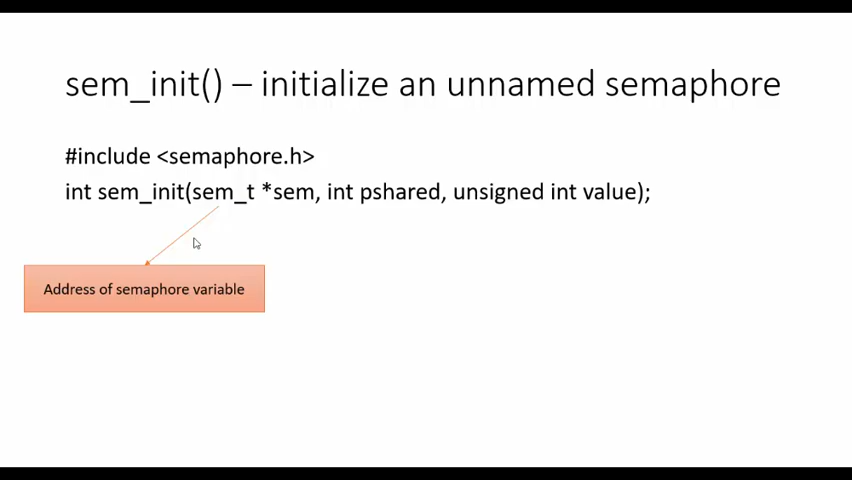 sem_init() – initialize an unnamed semaphore
#include <semaphore.h>
int sem_init(sem_t *sem, int pshared, unsigned int value);
Address of semaphore variable